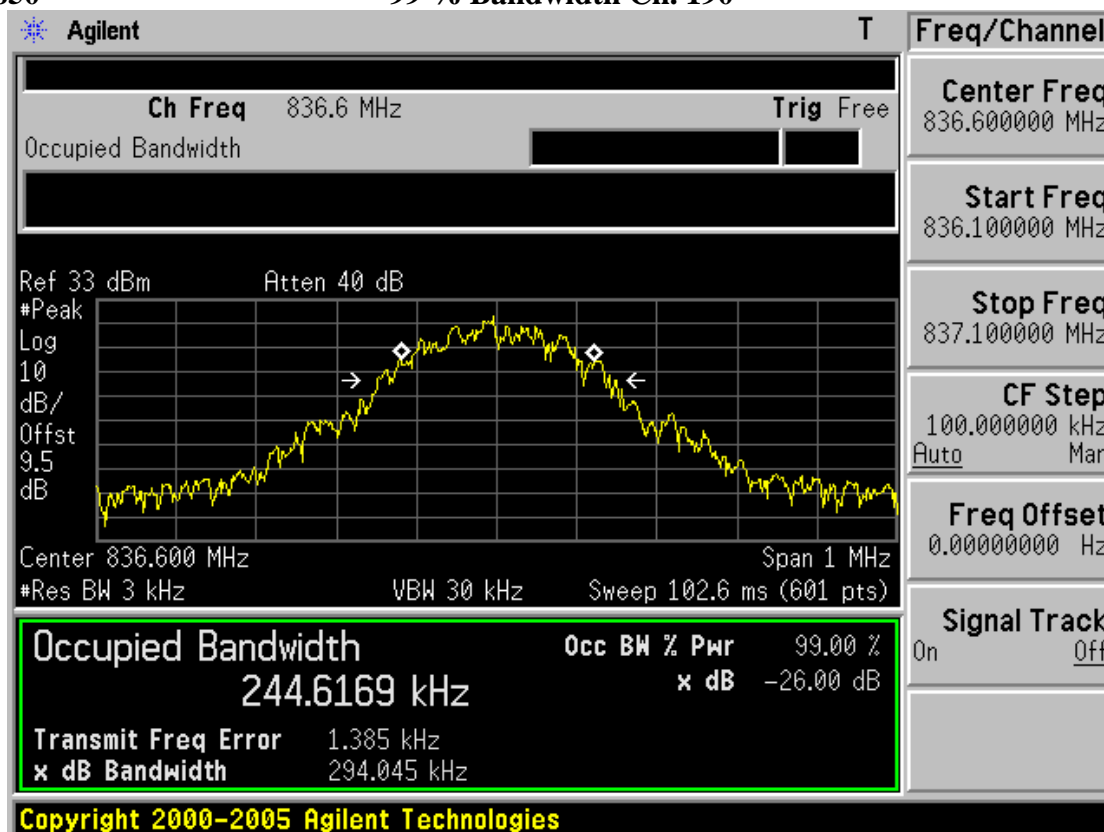 850 99 % Bandwidth Ch. 190
Agilent T
Freq/Channel
Ch Freq 836.6 MHz Trig Free
Occupied Bandwidth
Center Freq
836.600000 MHz
Start Freq
836.100000 MHz
Stop Freq
837.100000 MHz
CF Step
100.000000 kHz
Auto Man
Freq Offset
0.00000000 Hz
Signal Track
On Off
Ref 33 dBm Atten 40 dB
#Peak
Log
10
dB/
Offst
9.5
dB
Center 836.600 MHz Span 1 MHz
#Res BW 3 kHz VBW 30 kHz Sweep 102.6 ms (601 pts)
Occupied Bandwidth
244.6169 kHz
Occ BW % Pwr 99.00 %
x dB -26.00 dB
Transmit Freq Error 1.385 kHz
x dB Bandwidth 294.045 kHz
Copyright 2000-2005 Agilent Technologies